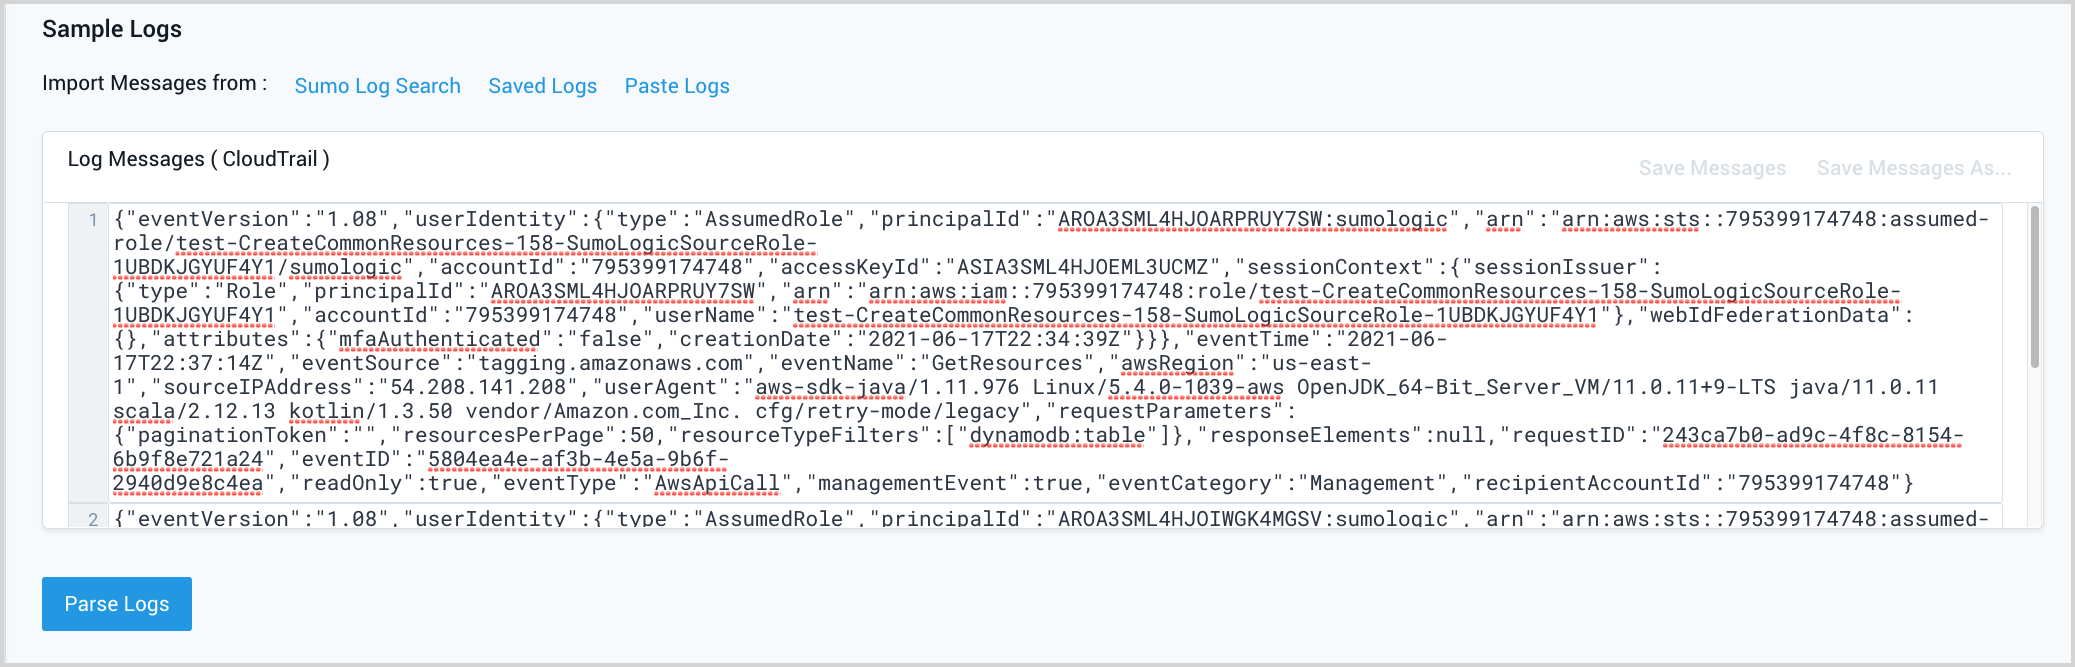 Sample Logs
Import Messages from : Sumo Log Search Saved Logs Paste Logs
Log Messages ( CloudTrail ) Save Messages Save Messages As...
1 {"eventVersion":"1.08","userIdentity":{"type":"AssumedRole","principalId":"AROA3SML4HJOARPRUY7SW:sumologic","arn":"arn:aws:sts::795399174748:assumed-
role/test-CreateCommonResources-158-SumoLogicSourceRole-
1UBDKJGYUF4Y1/sumologic","accountId":"795399174748","accessKeyId":"ASIA3SML4HJOEML3UCMZ","sessionContext":{"sessionIssuer":
{"type":"Role","principalId":"AROA3SML4HJOARPRUY7SW","arn":"arn:aws:iam::795399174748:role/test-CreateCommonResources-158-SumoLogicSourceRole-
1UBDKJGYUF4Y1","accountId":"795399174748","userName":"test-CreateCommonResources-158-SumoLogicSourceRole-1UBDKJGYUF4Y1"},"webIdFederationData":
{},"attributes":{"mfaAuthenticated":"false","creationDate":"2021-06-17T22:34:39Z"}}},"eventTime":"2021-06-
17T22:37:14Z","eventSource":"tagging.amazonaws.com","eventName":"GetResources","awsRegion":"us-east-
1","sourceIPAddress":"54.208.141.208","userAgent":"aws-sdk-java/1.11.976 Linux/5.4.0-1039-aws OpenJDK_64-Bit_Server_VM/11.0.11+9-LTS java/11.0.11
scala/2.12.13 kotlin/1.3.50 vendor/Amazon.com_Inc. cfg/retry-mode/legacy","requestParameters":
{"paginationToken":"","resourcesPerPage":50,"resourceTypeFilters":["dynamodb:table"]},"responseElements":null,"requestID":"243ca7b0-ad9c-4f8c-8154-
6b9f8e721a24","eventID":"5804ea4e-af3b-4e5a-9b6f-
2940d9e8c4ea","readOnly":true,"eventType":"AwsApiCall","managementEvent":true,"eventCategory":"Management","recipientAccountId":"795399174748"}
2 {"eventVersion":"1.08","userIdentity":{"type":"AssumedRole","principalId":"AROA3SML4HJOIWGK4MGSV:sumologic","arn":"arn:aws:sts::795399174748:assumed-
Parse Logs